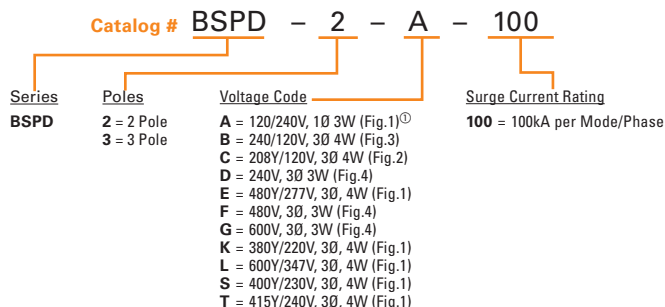 Catalog # BSPD – 2 – A – 100
Series Poles Voltage Code Surge Current Rating
BSPD 2 = 2 Pole A = 120/240V, 1Ø 3W (Fig.1)① 100 = 100kA per Mode/Phase
3 = 3 Pole B = 240/120V, 3Ø 4W (Fig.3)
C = 208Y/120V, 3Ø 4W (Fig.2)
D = 240V, 3Ø 3W (Fig.4)
E = 480Y/277V, 3Ø, 4W (Fig.1)
F = 480V, 3Ø, 3W (Fig.4)
G = 600V, 3Ø, 3W (Fig.4)
K = 380Y/220V, 3Ø, 4W (Fig.1)
L = 600Y/347V, 3Ø, 4W (Fig.1)
S = 400Y/230V, 3Ø, 4W (Fig.1)
T = 415Y/240V, 3Ø, 4W (Fig.1)